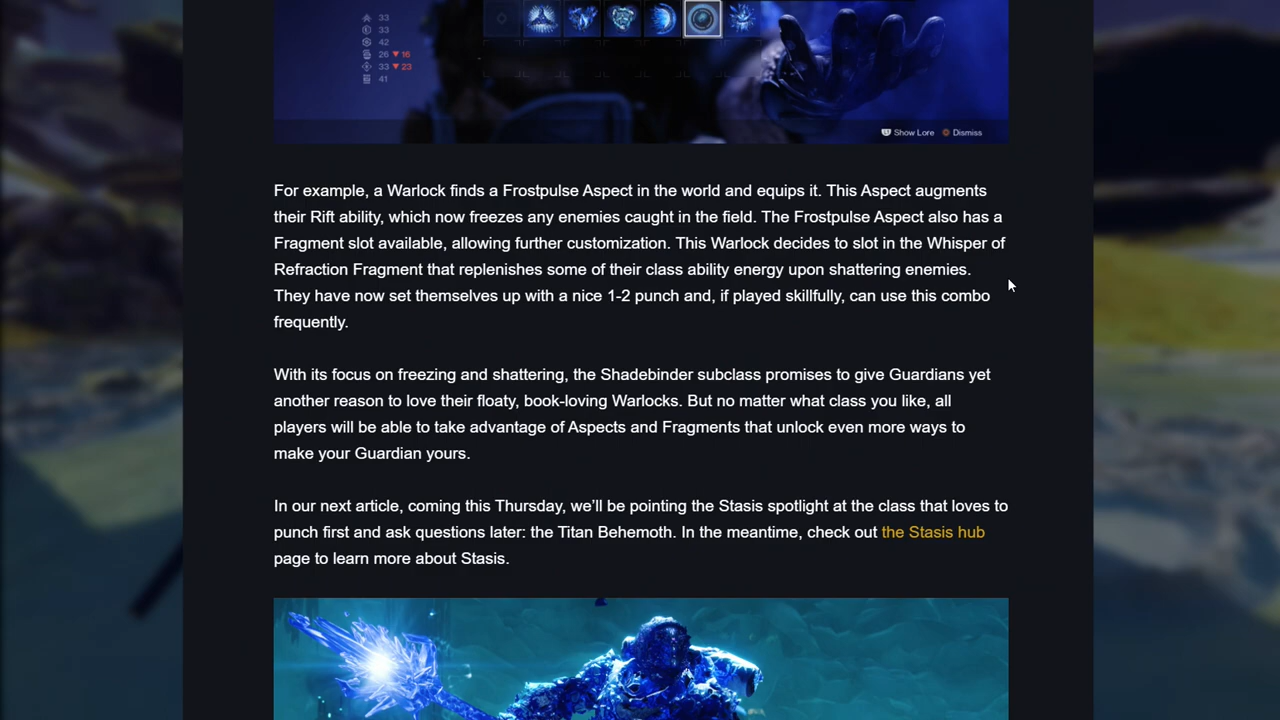 33
33
42
26 ▼ 16
33 ▼ 23
41
Show Lore Dismiss
For example, a Warlock finds a Frostpulse Aspect in the world and equips it. This Aspect augments
their Rift ability, which now freezes any enemies caught in the field. The Frostpulse Aspect also has a
Fragment slot available, allowing further customization. This Warlock decides to slot in the Whisper of
Refraction Fragment that replenishes some of their class ability energy upon shattering enemies.
They have now set themselves up with a nice 1-2 punch and, if played skillfully, can use this combo
frequently.
With its focus on freezing and shattering, the Shadebinder subclass promises to give Guardians yet
another reason to love their floaty, book-loving Warlocks. But no matter what class you like, all
players will be able to take advantage of Aspects and Fragments that unlock even more ways to
make your Guardian yours.
In our next article, coming this Thursday, we’ll be pointing the Stasis spotlight at the class that loves to
punch first and ask questions later: the Titan Behemoth. In the meantime, check out the Stasis hub
page to learn more about Stasis.